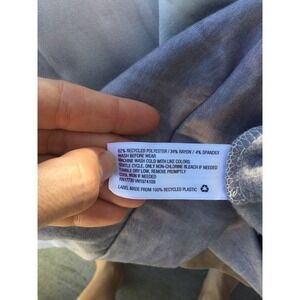 62% RECYCLED POLYESTER / 34% RAYON / 4% SPANDEX
WASH BEFORE WEAR
MACHINE WASH COLD WITH LIKE COLORS
GENTLE CYCLE, ONLY NON-CHLORINE BLEACH IF NEEDED
TUMBLE DRY LOW, REMOVE PROMPTLY
COOL IRON IF NEEDED
LABEL MADE FROM 100% RECYCLED PLASTIC